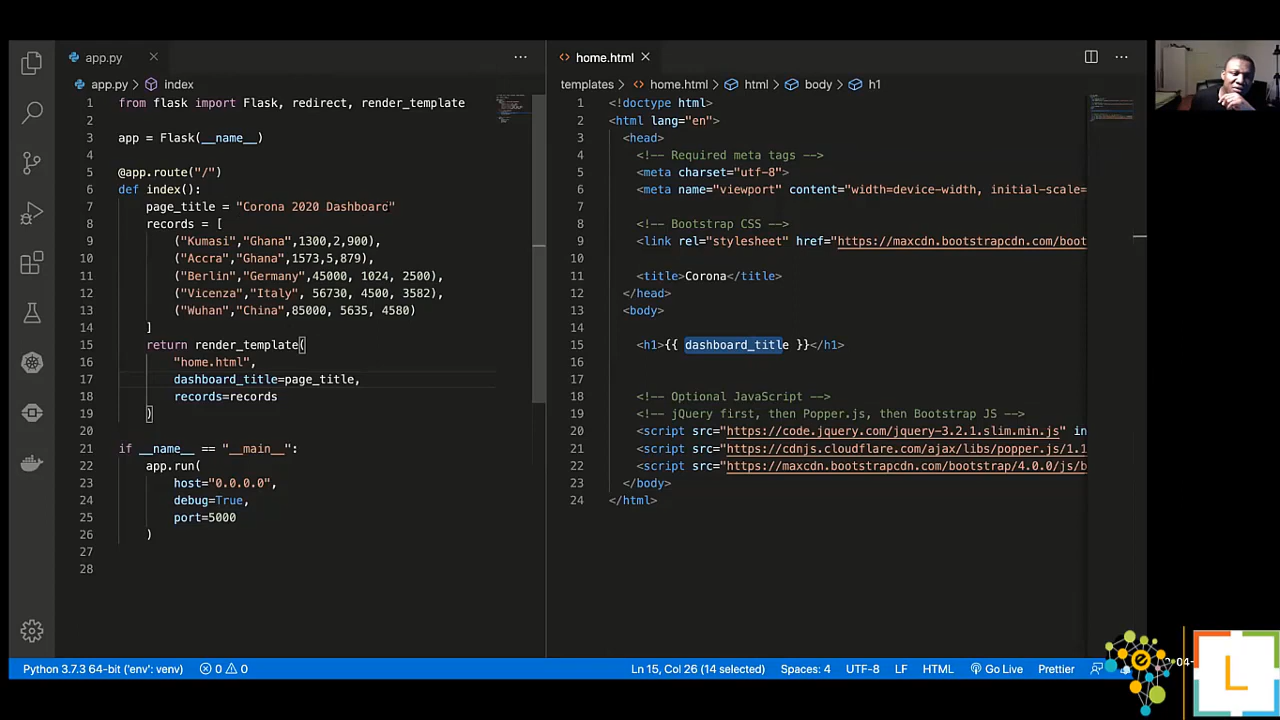 app.py
home.html
app.py > index
templates > home.html > html > body > h1
1 from flask import Flask, redirect, render_template
2
3 app = Flask(__name__)
4
5 @app.route("/")
6 def index():
7 page_title = "Corona 2020 Dashboard"
8 records = [
9 ("Kumasi","Ghana",1300,2,900),
10 ("Accra","Ghana",1573,5,879),
11 ("Berlin","Germany",45000, 1024, 2500),
12 ("Vicenza","Italy", 56730, 4500, 3582),
13 ("Wuhan","China",85000, 5635, 4580)
14 ]
15 return render_template(
16 "home.html",
17 dashboard_title=page_title,
18 records=records
19 )
20
21 if __name__ == "__main__":
22 app.run(
23 host="0.0.0.0",
24 debug=True,
25 port=5000
26 )
27
28
1 <!doctype html>
2 <html lang="en">
3 <head>
4 <!-- Required meta tags -->
5 <meta charset="utf-8">
6 <meta name="viewport" content="width=device-width, initial-scale=
7
8 <!-- Bootstrap CSS -->
9 <link rel="stylesheet" href="https://maxcdn.bootstrapcdn.com/boot
10
11 <title>Corona</title>
12 </head>
13 <body>
14
15 <h1>{{ dashboard_title }}</h1>
16
17
18 <!-- Optional JavaScript -->
19 <!-- jQuery first, then Popper.js, then Bootstrap JS -->
20 <script src="https://code.jquery.com/jquery-3.2.1.slim.min.js" in
21 <script src="https://cdnjs.cloudflare.com/ajax/libs/popper.js/1.1
22 <script src="https://maxcdn.bootstrapcdn.com/bootstrap/4.0.0/js/b
23 </body>
24 </html>
Python 3.7.3 64-bit ('env': venv) 0 0 Ln 15, Col 26 (14 selected) Spaces: 4 UTF-8 LF HTML Go Live Prettier
L